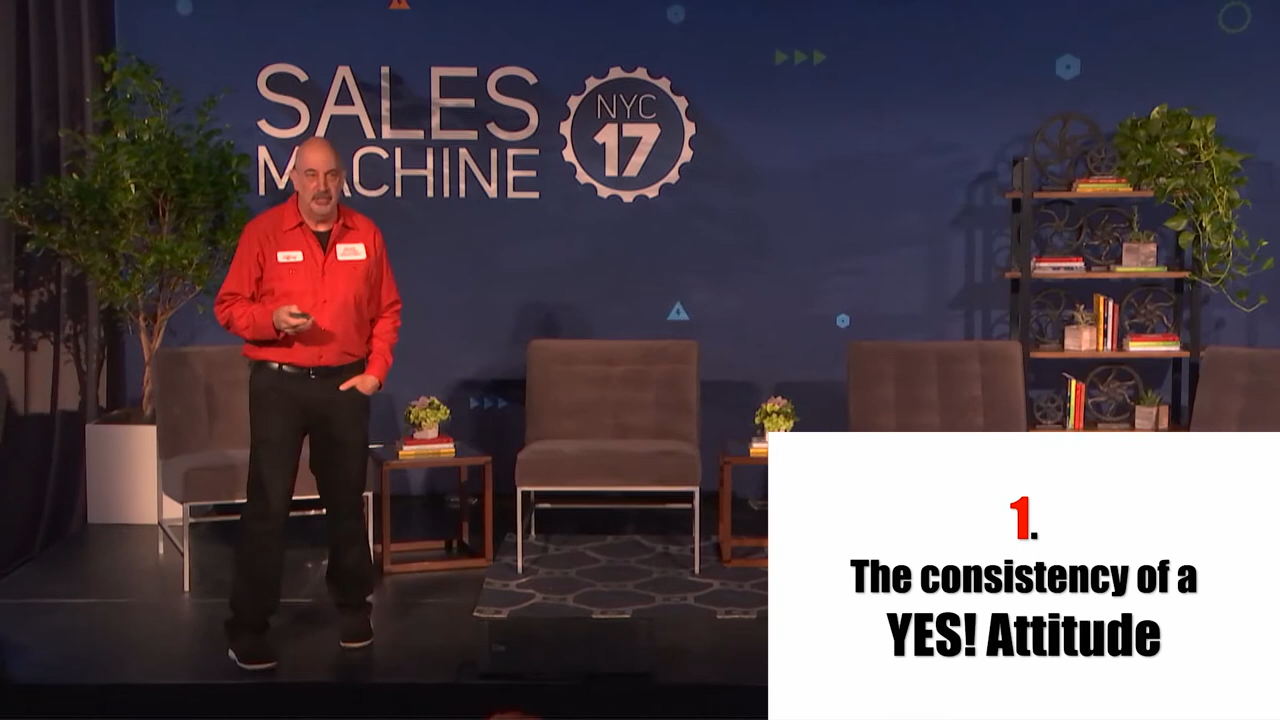 SALES
MACHINE
NYC
17
1.
The consistency of a
YES! Attitude